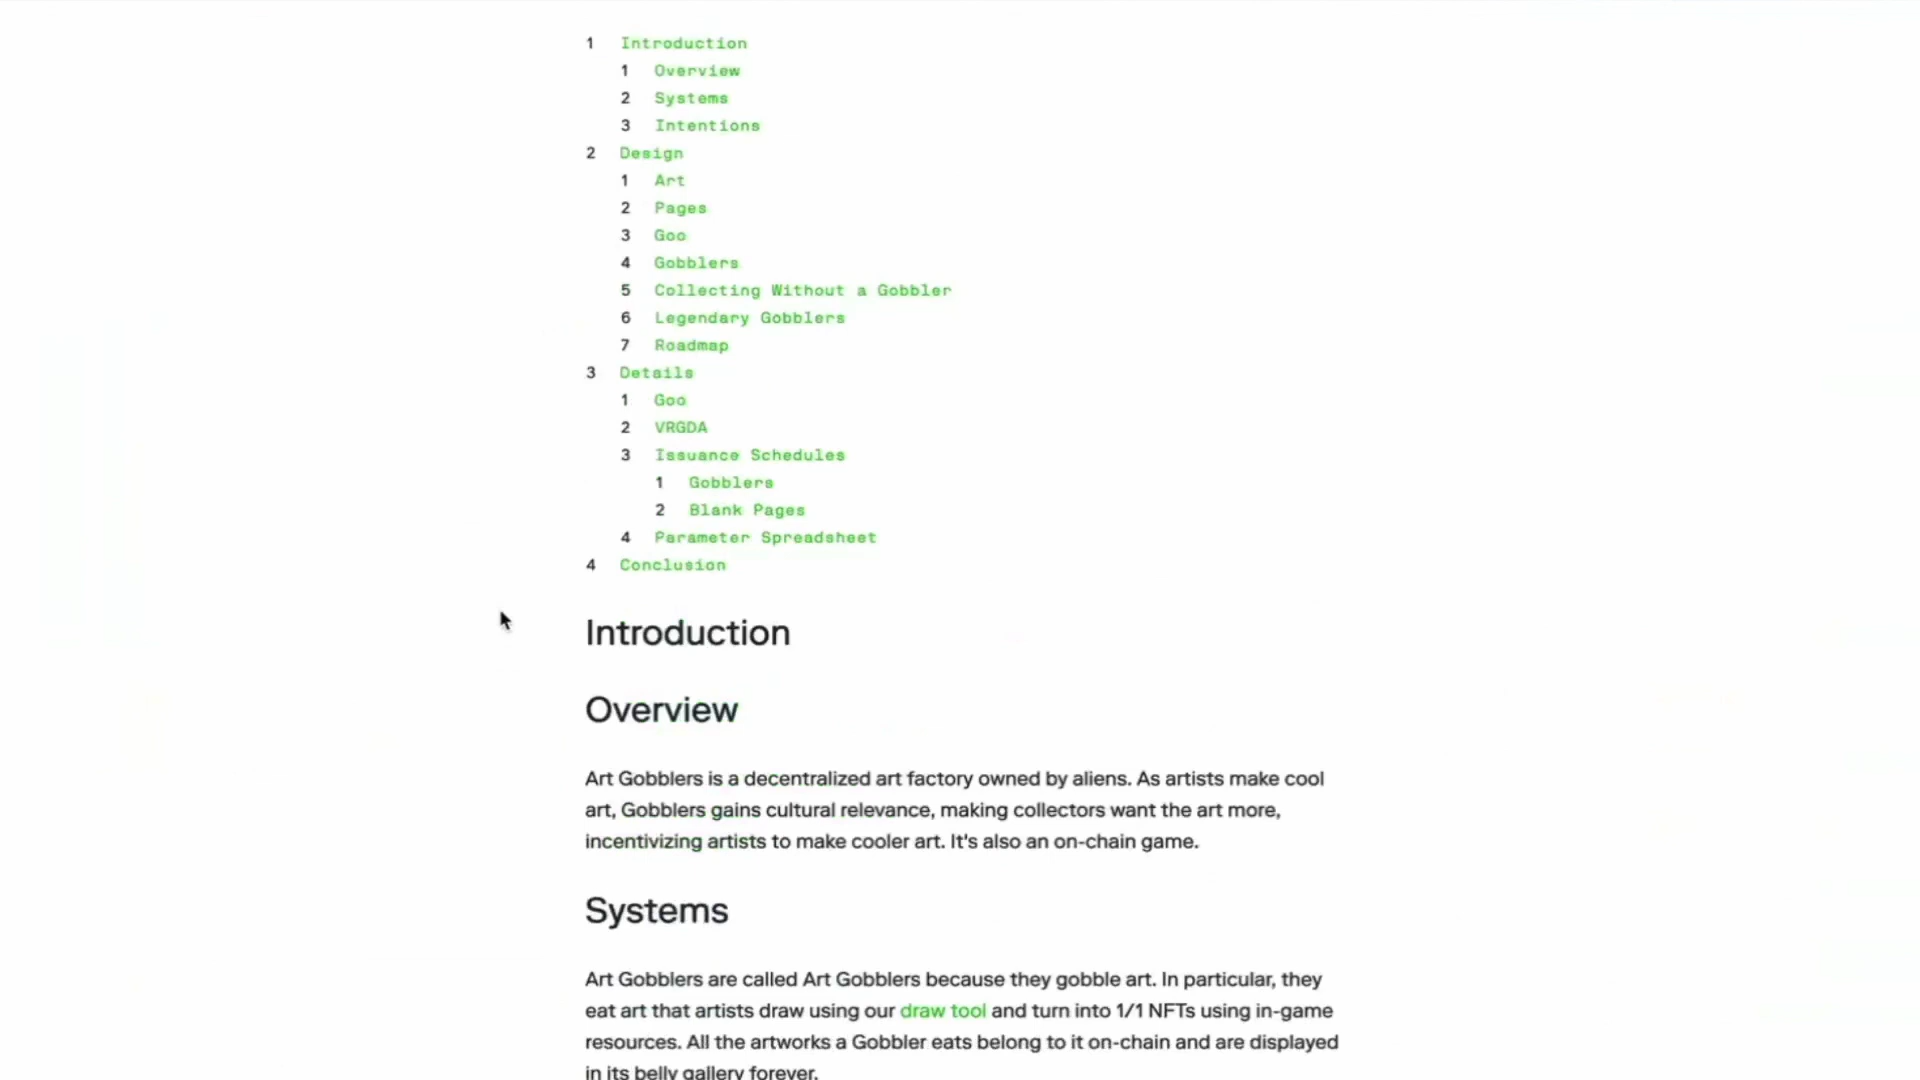 1 Introduction
1 Overview
2 Systems
3 Intentions
2 Design
1 Art
2 Pages
3 Goo
4 Gobblers
5 Collecting Without a Gobbler
6 Legendary Gobblers
7 Roadmap
3 Details
1 Goo
2 VRGDA
3 Issuance Schedules
1 Gobblers
2 Blank Pages
4 Parameter Spreadsheet
4 Conclusion
Introduction
Overview
Art Gobblers is a decentralized art factory owned by aliens. As artists make cool
art, Gobblers gains cultural relevance, making collectors want the art more,
incentivizing artists to make cooler art. It's also an on-chain game.
Systems
Art Gobblers are called Art Gobblers because they gobble art. In particular, they
eat art that artists draw using our draw tool and turn into 1/1 NFTs using in-game
resources. All the artworks a Gobbler eats belong to it on-chain and are displayed
in its belly gallery forever.